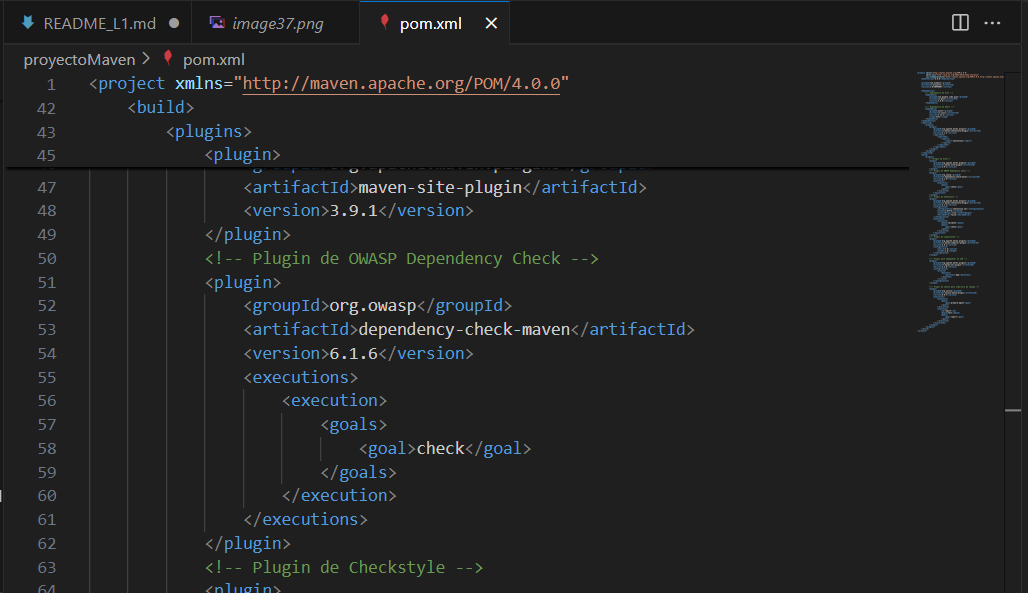 README_L1.md
image37.png
pom.xml
proyectoMaven > pom.xml
1 <project xmlns="http://maven.apache.org/POM/4.0.0"
42 <build>
43 <plugins>
45 <plugin>
47 <artifactId>maven-site-plugin</artifactId>
48 <version>3.9.1</version>
49 </plugin>
50 <!-- Plugin de OWASP Dependency Check -->
51 <plugin>
52 <groupId>org.owasp</groupId>
53 <artifactId>dependency-check-maven</artifactId>
54 <version>6.1.6</version>
55 <executions>
56 <execution>
57 <goals>
58 <goal>check</goal>
59 </goals>
60 </execution>
61 </executions>
62 </plugin>
63 <!-- Plugin de Checkstyle -->
64 <plugin>